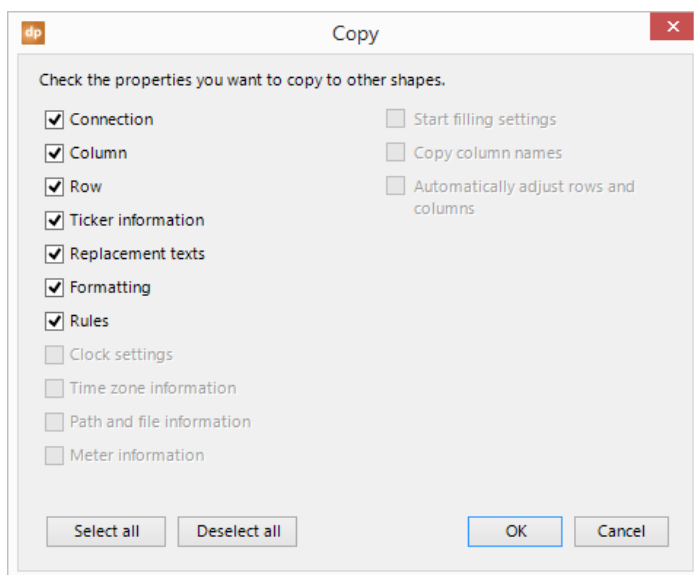 dp
Copy
Check the properties you want to copy to other shapes.
Connection
Column
Row
Ticker information
Replacement texts
Formatting
Rules
Clock settings
Time zone information
Path and file information
Meter information
Start filling settings
Copy column names
Automatically adjust rows and
columns
Select all
Deselect all
OK
Cancel